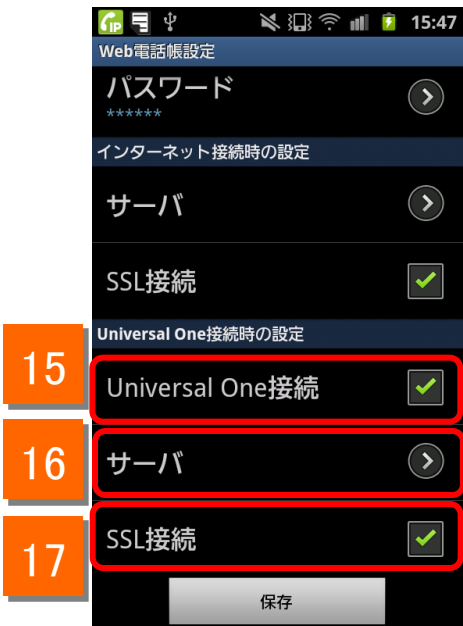 IP
15:47
Web電話帳設定
パスワード
******
インターネット接続時の設定
サーバ
SSL接続
Universal One接続時の設定
15
Universal One接続
16
サーバ
17
SSL接続
保存